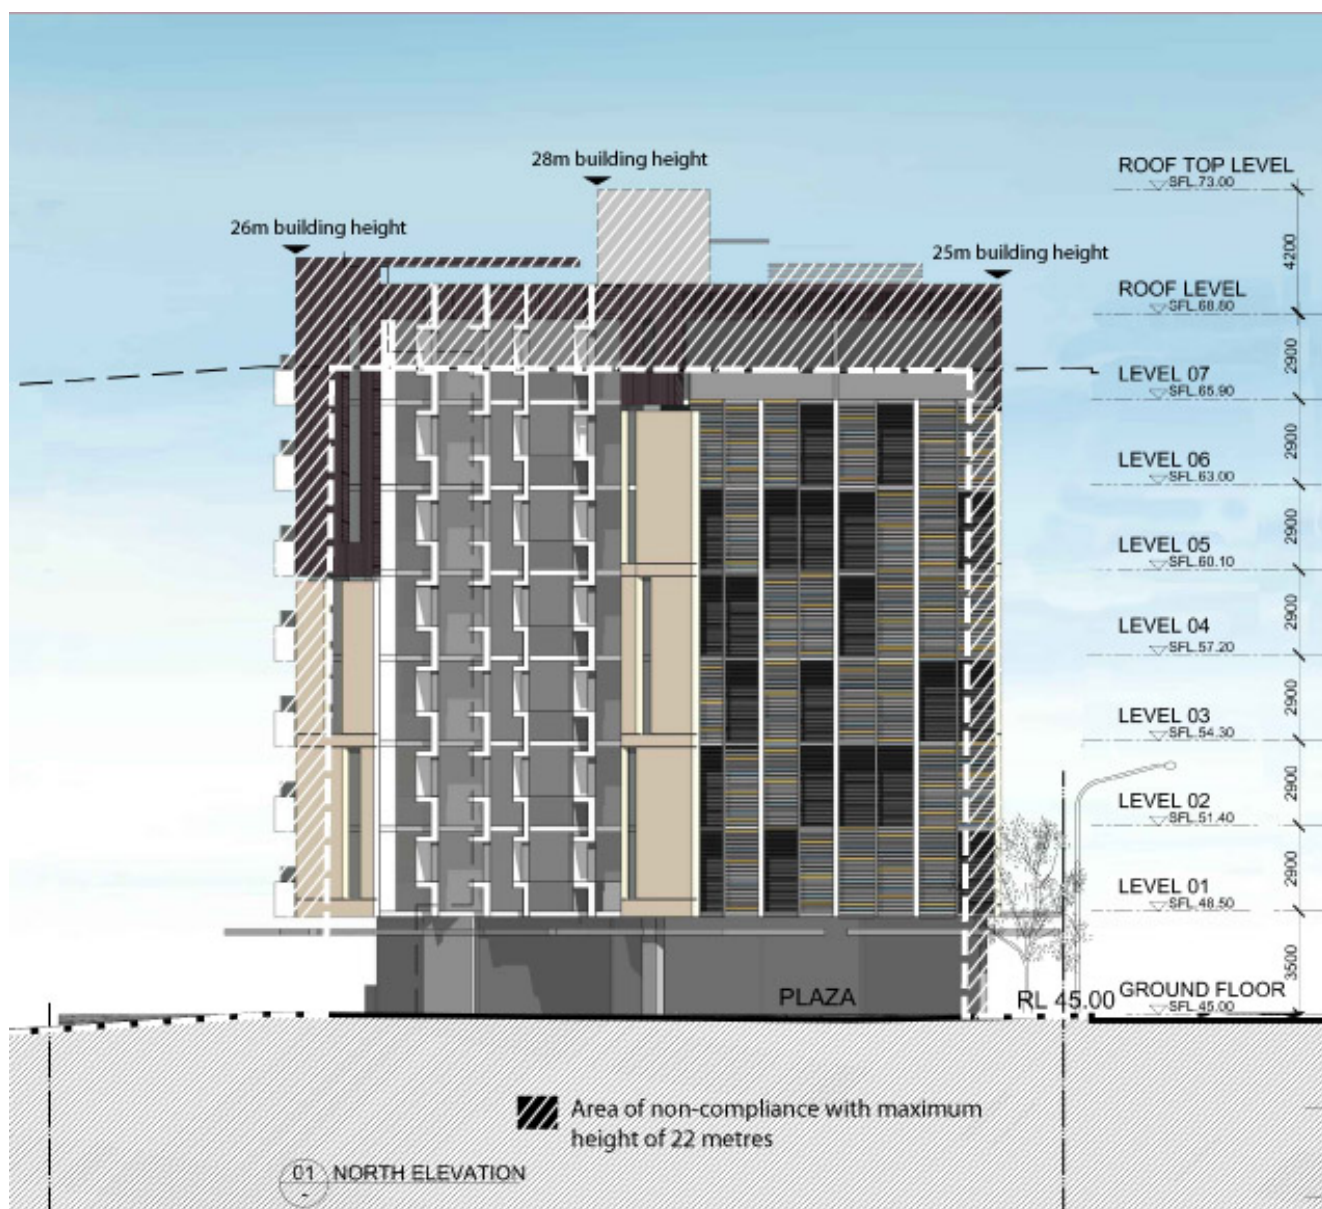 28m building height
26m building height
25m building height
ROOF TOP LEVEL
SFL.73.00
4200
ROOF LEVEL
SFL.68.80
2900
LEVEL 07
SFL.65.90
2900
LEVEL 06
SFL.63.00
2900
LEVEL 05
SFL.60.10
2900
LEVEL 04
SFL.57.20
2900
LEVEL 03
SFL.54.30
2900
LEVEL 02
SFL.51.40
2900
LEVEL 01
SFL.48.50
3500
PLAZA
RL 45.00
GROUND FLOOR
SFL.45.00
Area of non-compliance with maximum
height of 22 metres
01 NORTH ELEVATION
-